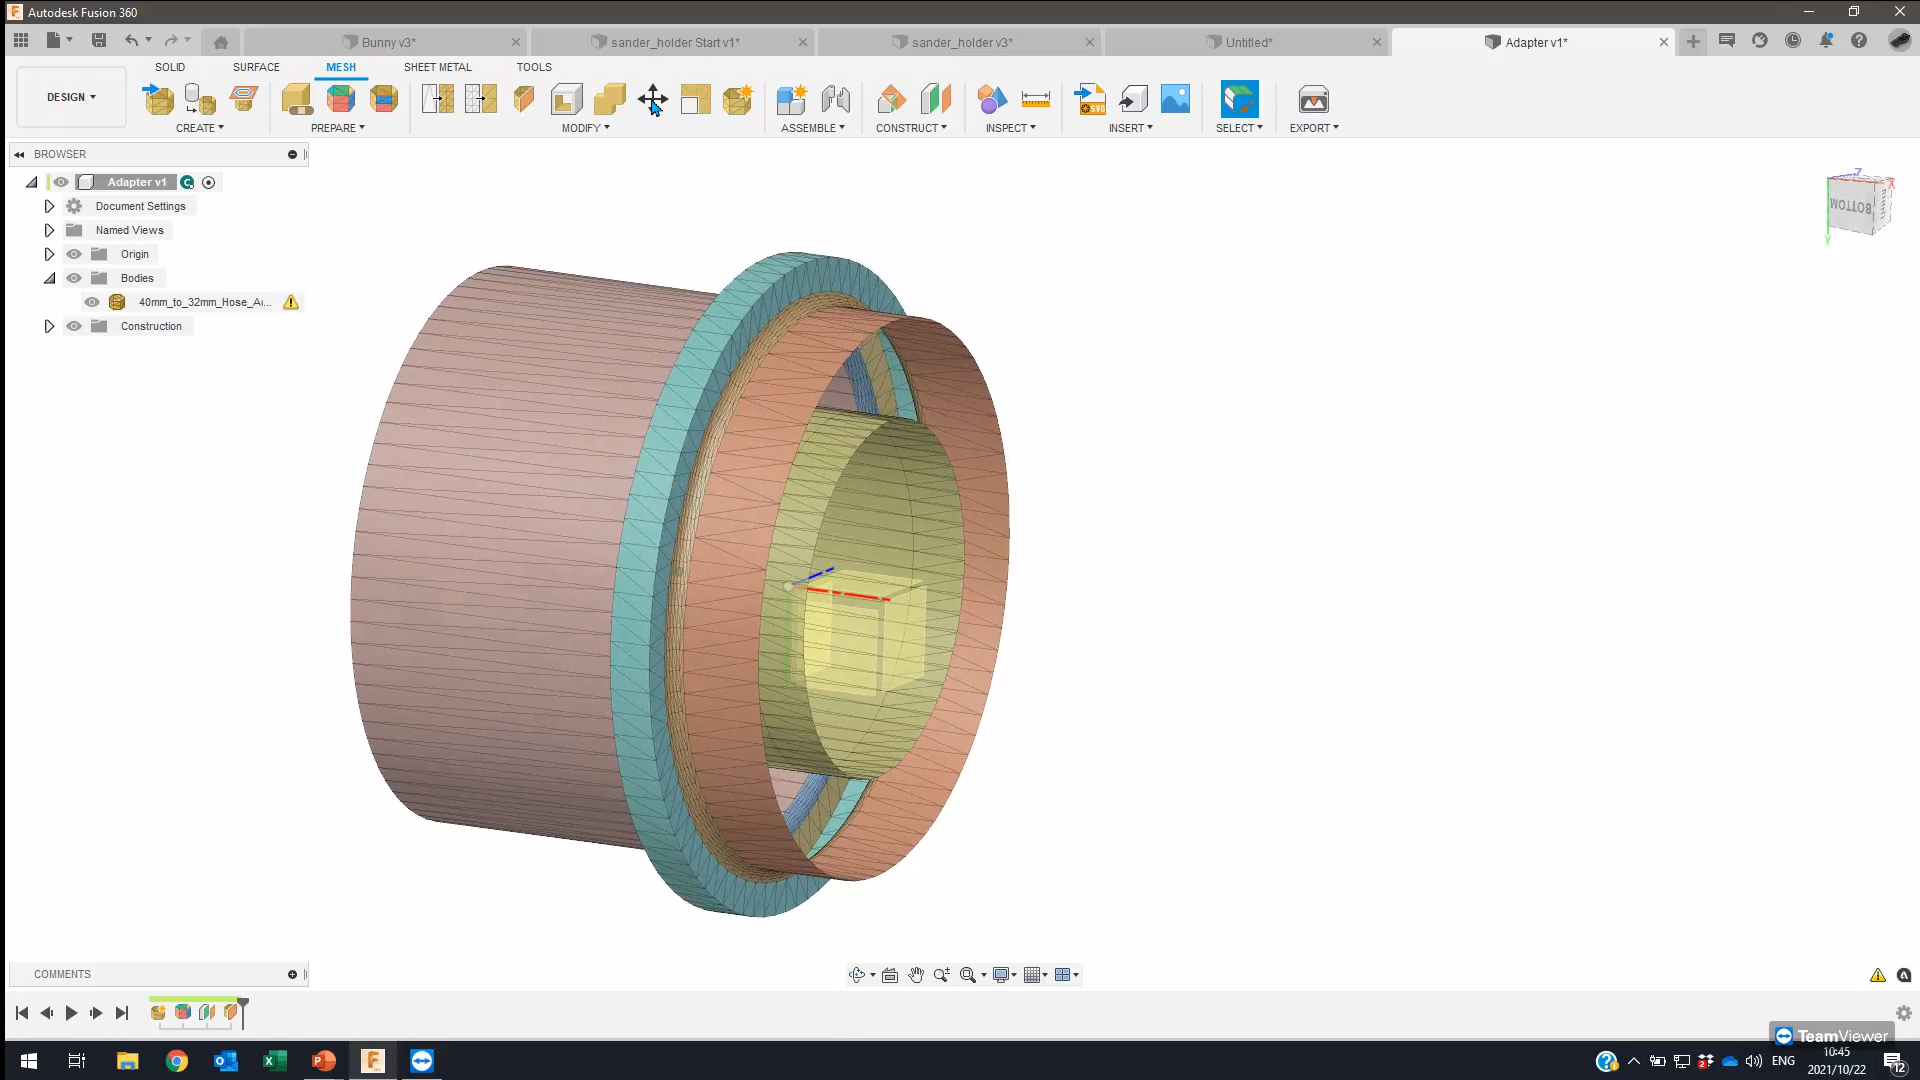 Autodesk Fusion 360
Bunny v3*
sander_holder Start v1*
sander_holder v3*
Untitled*
Adapter v1*
DESIGN
SOLID
SURFACE
MESH
SHEET METAL
TOOLS
CREATE
PREPARE
MODIFY
ASSEMBLE
CONSTRUCT
INSPECT
INSERT
SELECT
EXPORT
BROWSER
Adapter v1
Document Settings
Named Views
Origin
Bodies
40mm_to_32mm_Hose_A...
Construction
Z
X
BOTTOM
Y
COMMENTS
TeamViewer
ENG
10:45
2021/10/22
12